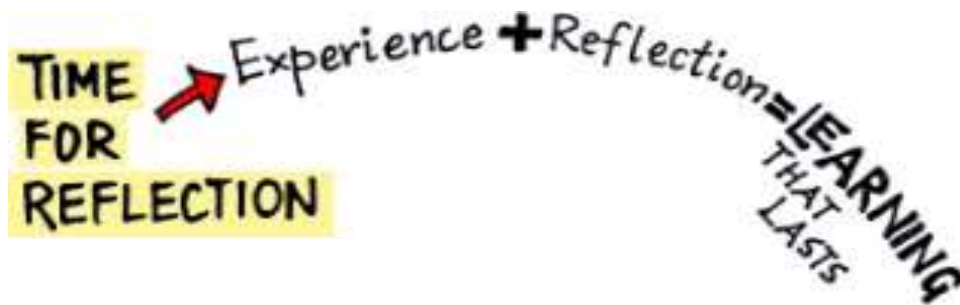 TIME
FOR
REFLECTION
Experience + Reflection = LEARNING
THAT
LASTS